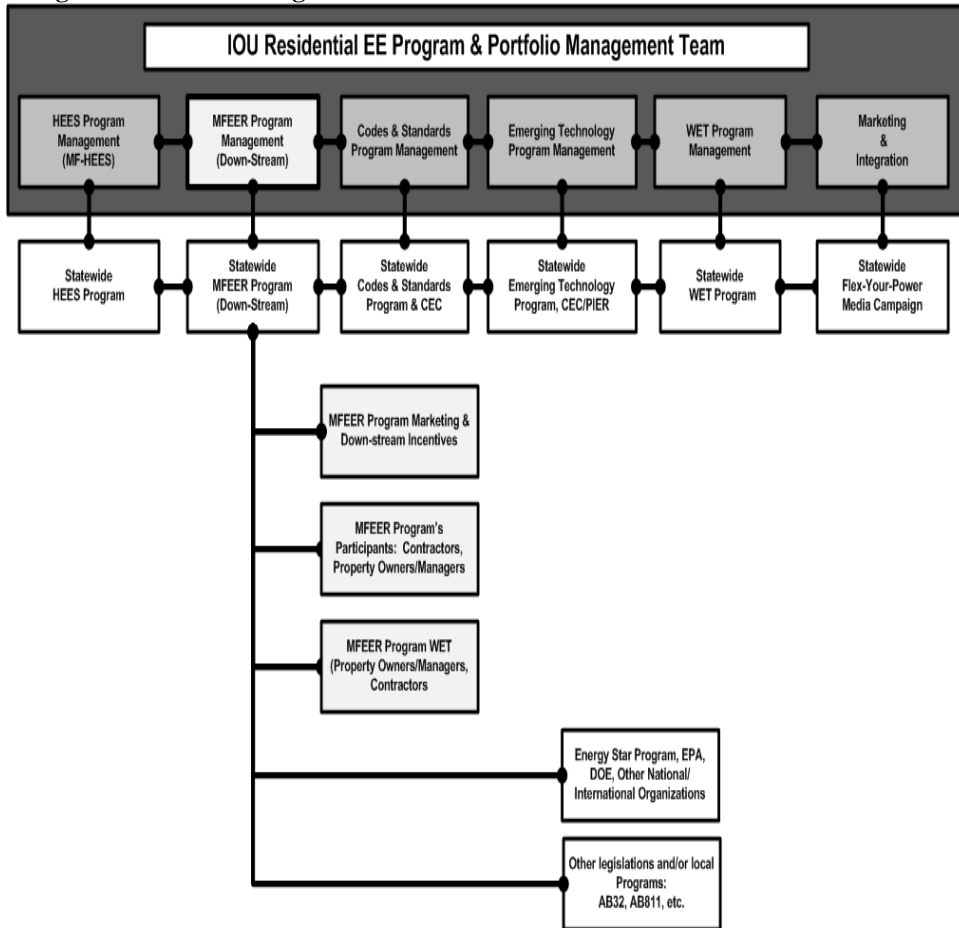 IOU Residential EE Program & Portfolio Management Team
HEES Program
Management
(MF-HEES)
MFEER Program
Management
(Down-Stream)
Codes & Standards
Program Management
Emerging Technology
Program Management
WET Program
Management
Marketing
&
Integration
Statewide
HEES Program
Statewide
MFEER Program
(Down-Stream)
Statewide
Codes & Standards
Program & CEC
Statewide
Emerging Technology
Program, CEC/PIER
Statewide
WET Program
Statewide
Flex-Your-Power
Media Campaign
MFEER Program Marketing &
Down-stream Incentives
MFEER Program's
Participants: Contractors,
Property Owners/Managers
MFEER Program WET
(Property Owners/Managers,
Contractors
Energy Star Program, EPA,
DOE, Other National/
International Organizations
Other legislations and/or local
Programs:
AB32, AB811, etc.